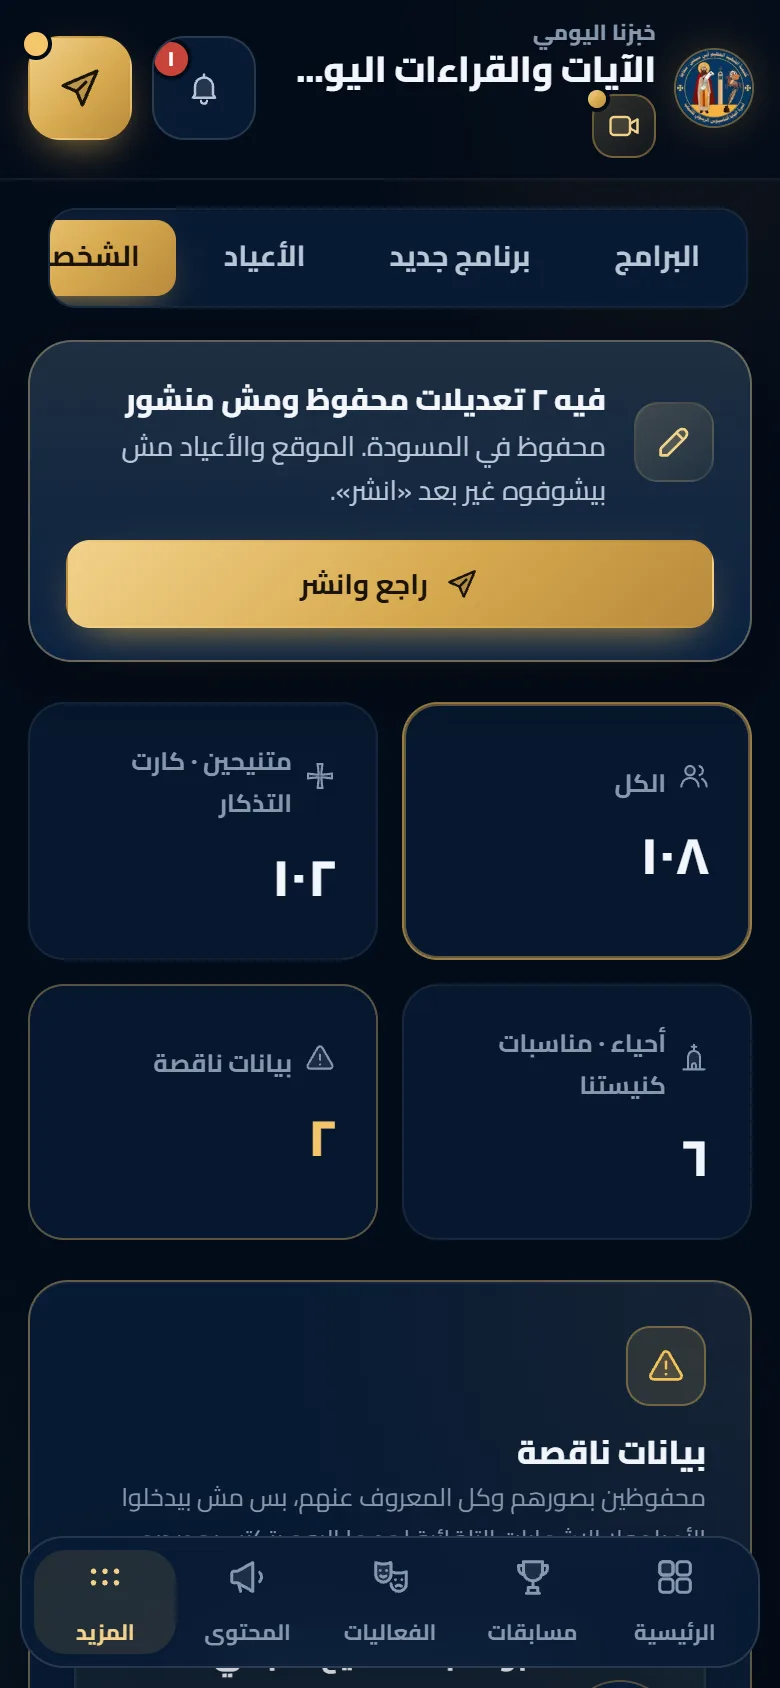 خبزنا اليومي
الآيات والقراءات اليو...
١
البرامج
برنامج جديد
الأعياد
الشخص
فيه ٢ تعديلات محفوظ ومش منشور
محفوظ في المسودة. الموقع والأعياد مش
بيشوفوه غير بعد «انشر».
راجع وانشر
الكل
١٠٨
متنيحين · كارت
التذكار
١٠٢
أحياء · مناسبات
كنيستنا
٦
بيانات ناقصة
٢
بيانات ناقصة
محفوظين بصورهم وكل المعروف عنهم، بس مش بيدخلوا
الرئيسية
مسابقات
الفعاليات
المحتوى
المزيد